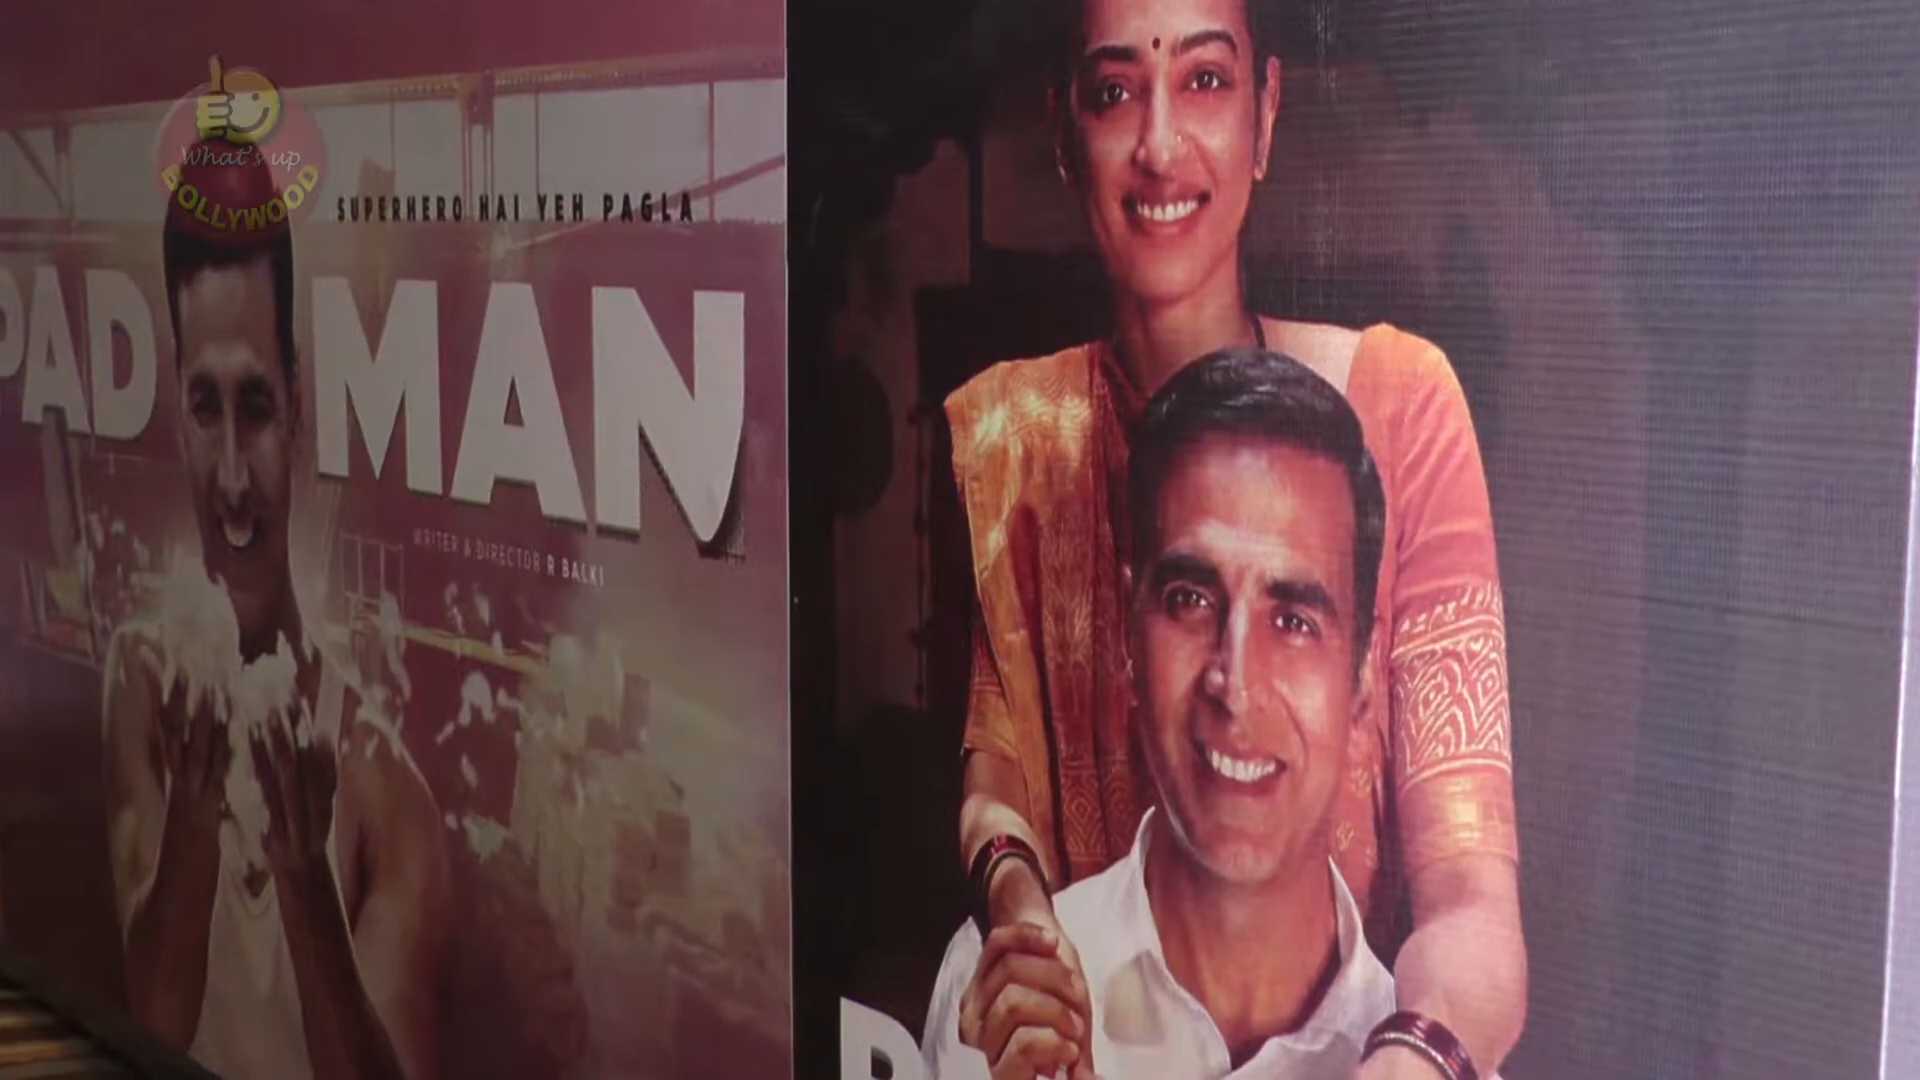 What's up
BOLLYWOOD
SUPERHERO HAI YEH PAGLA
PAD MAN
WRITER & DIRECTOR R BALKI